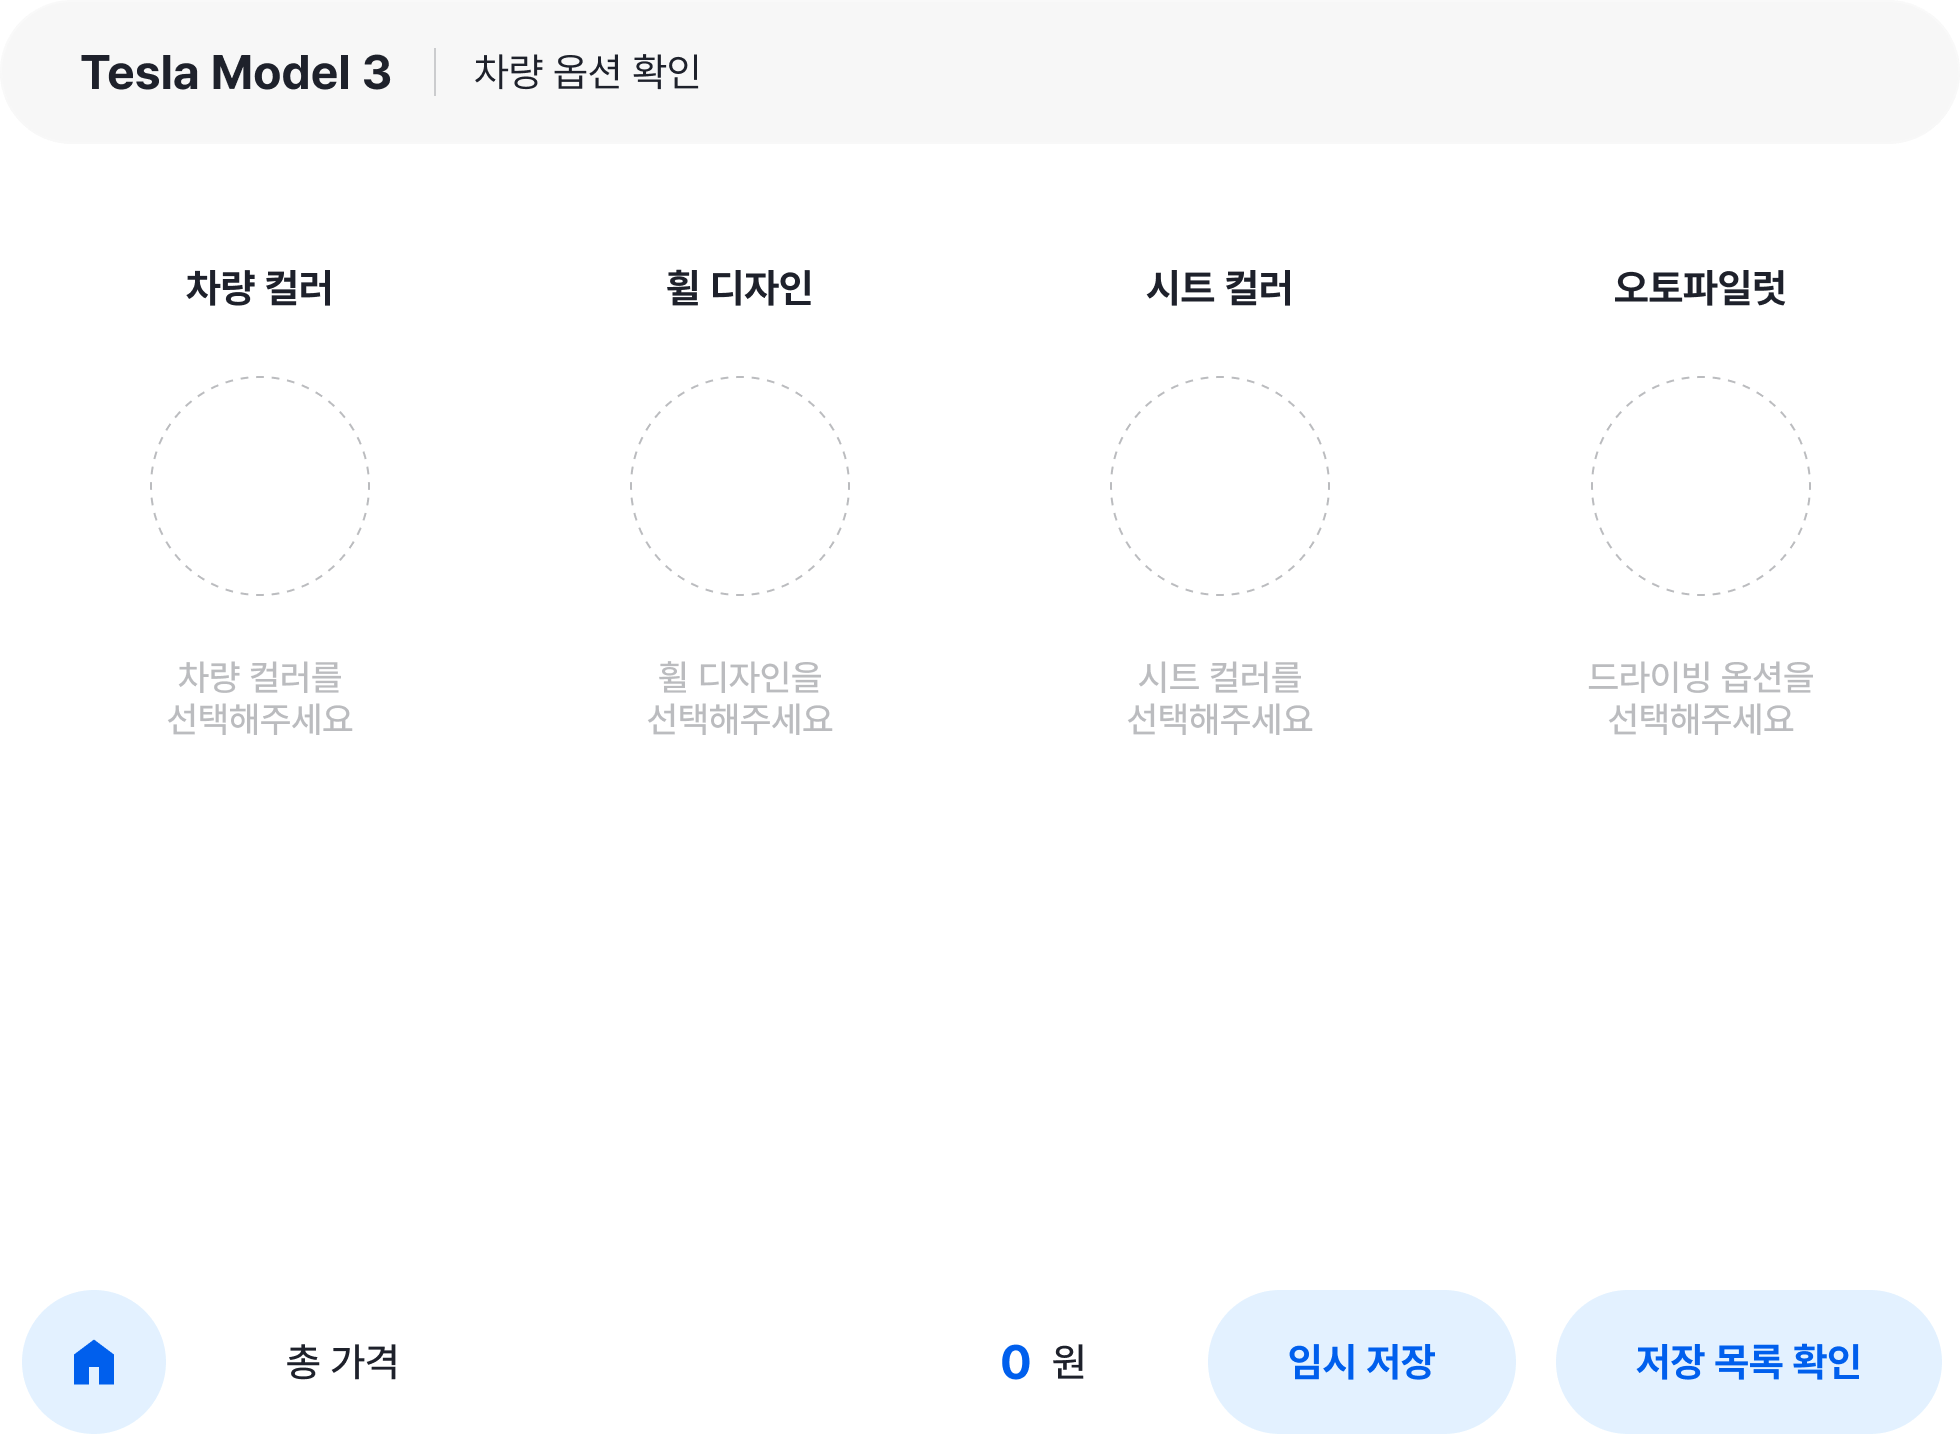 Tesla Model 3
차량 옵션 확인
차량 컬러
휠 디자인
시트 컬러
오토파일럿
차량 컬러를
선택해주세요
휠 디자인을
선택해주세요
시트 컬러를
선택해주세요
드라이빙 옵션을
선택해주세요
총 가격
0 원
임시 저장
저장 목록 확인